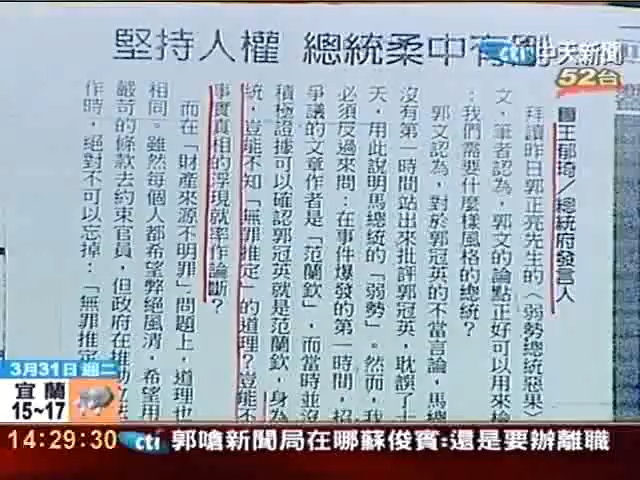 堅持人權 總統柔中有剛
cti中天新聞
52台
■王郁琦／總統府發言人
拜讀昨日郭正亮先生的〈弱勢總統惡果〉
文，筆者認為，郭文的論點正好可以用來檢
：我們需要什麼樣風格的總統？
郭文認為，對於郭冠英的不當言論，馬總
沒有第一時間站出來批評郭冠英，耽誤了十
天，用此說明馬總統的「弱勢」。然而，我
必須反過來問：在事件爆發的第一時間，招
爭議的文章作者是「范蘭欽」，而當時並沒
積極證據可以確認郭冠英就是范蘭欽，身為
統，豈能不知「無罪推定」的道理？豈能不
事實真相的浮現就率作論斷？
而在「財產來源不明罪」問題上，道理也
相同。雖然每個人都希望弊絕風清，希望用
嚴苛的條款去約束官員，但政府在推動
作時，絕對不可以忘掉：「無罪推定
3月31日 週二
宜蘭
15~17
14:29:30
cti
郭嗆新聞局在哪蘇俊賓:還是要辦離職